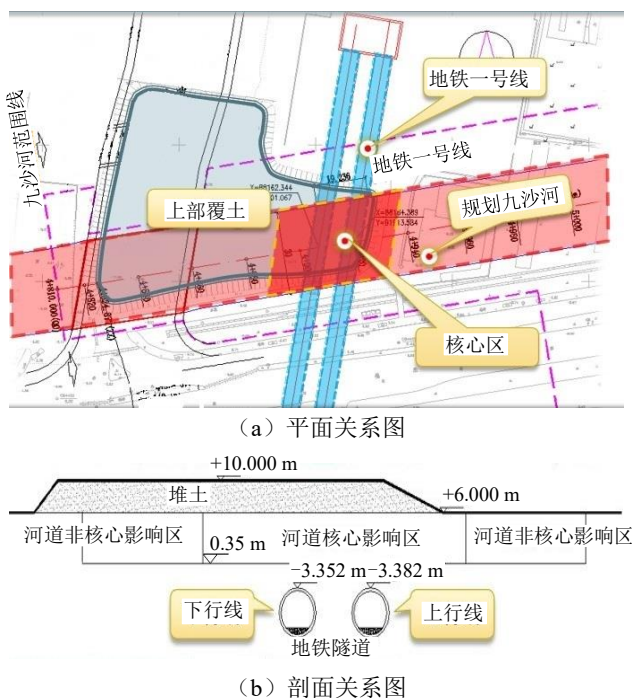 地铁一号线
九沙河范围线
地铁一号线
19.236
上部覆土
规划九沙河
核心区
（a）平面关系图
+10.000 m
堆土
+6.000 m
河道非核心影响区
0.35 m
河道核心影响区
河道非核心影响区
−3.352 m
−3.382 m
下行线
上行线
地铁隧道
（b）剖面关系图